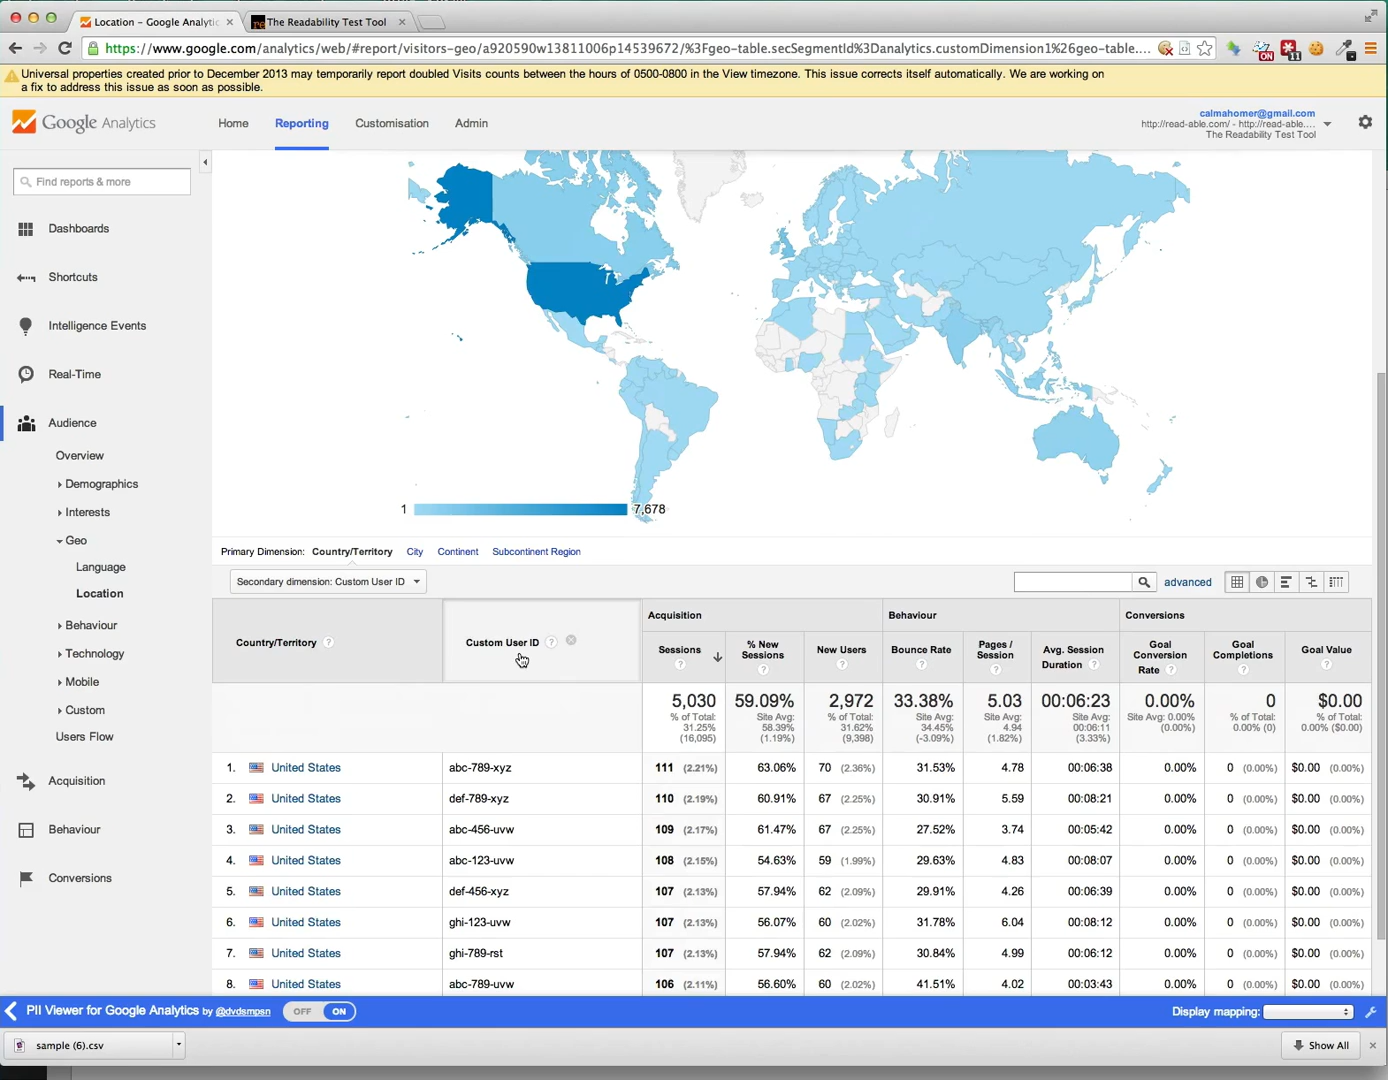 Location – Google Analytic
The Readability Test Tool
https://www.google.com/analytics/web/#report/visitors-geo/a920590w13811006p14539672/%3Fgeo-table.secSegmentId%3Danalytics.customDimension1%26geo-table....
ON
11
Universal properties created prior to December 2013 may temporarily report doubled Visits counts between the hours of 0500-0800 in the View timezone. This issue corrects itself automatically. We are working on
a fix to address this issue as soon as possible.
Google Analytics
Home
Reporting
Customisation
Admin
calmahomer@gmail.com
http://read-able.com/ - http://read-able....
The Readability Test Tool
Find reports & more
Dashboards
Shortcuts
Intelligence Events
Real-Time
Audience
Overview
Demographics
Interests
Geo
Language
Location
Behaviour
Technology
Mobile
Custom
Users Flow
Acquisition
Behaviour
Conversions
1
7,678
Primary Dimension: Country/Territory City Continent Subcontinent Region
Secondary dimension: Custom User ID
advanced
Country/Territory ?
Custom User ID ?
Acquisition
Behaviour
Conversions
Sessions ?
% New Sessions ?
New Users ?
Bounce Rate ?
Pages / Session ?
Avg. Session Duration ?
Goal Conversion Rate ?
Goal Completions ?
Goal Value ?
5,030 59.09% 2,972 33.38% 5.03 00:06:23 0.00% 0 $0.00
% of Total: Site Avg: % of Total: Site Avg: Site Avg: Site Avg: Site Avg: 0.00% % of Total: % of Total:
31.25% 58.39% 31.62% 34.45% 4.94 00:06:11 (0.00%) 0.00% (0) 0.00% ($0.00)
(16,095) (1.19%) (9,398) (-3.09%) (1.82%) (3.33%)
1. United States abc-789-xyz 111 (2.21%) 63.06% 70 (2.36%) 31.53% 4.78 00:06:38 0.00% 0 (0.00%) $0.00 (0.00%)
2. United States def-789-xyz 110 (2.19%) 60.91% 67 (2.25%) 30.91% 5.59 00:08:21 0.00% 0 (0.00%) $0.00 (0.00%)
3. United States abc-456-uvw 109 (2.17%) 61.47% 67 (2.25%) 27.52% 3.74 00:05:42 0.00% 0 (0.00%) $0.00 (0.00%)
4. United States abc-123-uvw 108 (2.15%) 54.63% 59 (1.99%) 29.63% 4.83 00:08:07 0.00% 0 (0.00%) $0.00 (0.00%)
5. United States def-456-xyz 107 (2.13%) 57.94% 62 (2.09%) 29.91% 4.26 00:06:39 0.00% 0 (0.00%) $0.00 (0.00%)
6. United States ghi-123-uvw 107 (2.13%) 56.07% 60 (2.02%) 31.78% 6.04 00:08:12 0.00% 0 (0.00%) $0.00 (0.00%)
7. United States ghi-789-rst 107 (2.13%) 57.94% 62 (2.09%) 30.84% 4.99 00:06:12 0.00% 0 (0.00%) $0.00 (0.00%)
8. United States abc-789-uvw 106 (2.11%) 56.60% 60 (2.02%) 41.51% 4.02 00:03:43 0.00% 0 (0.00%) $0.00 (0.00%)
PII Viewer for Google Analytics by @dvdsmpsn
OFF ON
Display mapping:
sample (6).csv
Show All